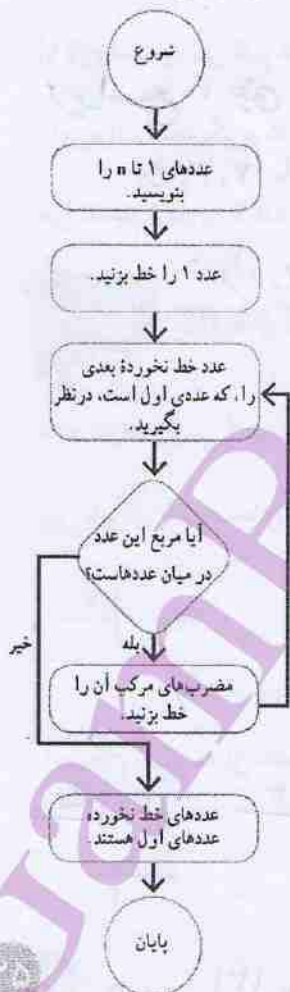 شروع
عددهای ۱ تا n را
بنویسید.
عدد ۱ را خط بزنید.
عدد خط نخوردهٔ بعدی
را، که عددی اول است، درنظر
بگیرید.
آیا مربع این عدد
در میان عددهاست؟
خیر
بله
مضرب‌های مرکب آن را
خط بزنید.
عددهای خط نخورده
عددهای اول هستند.
پایان